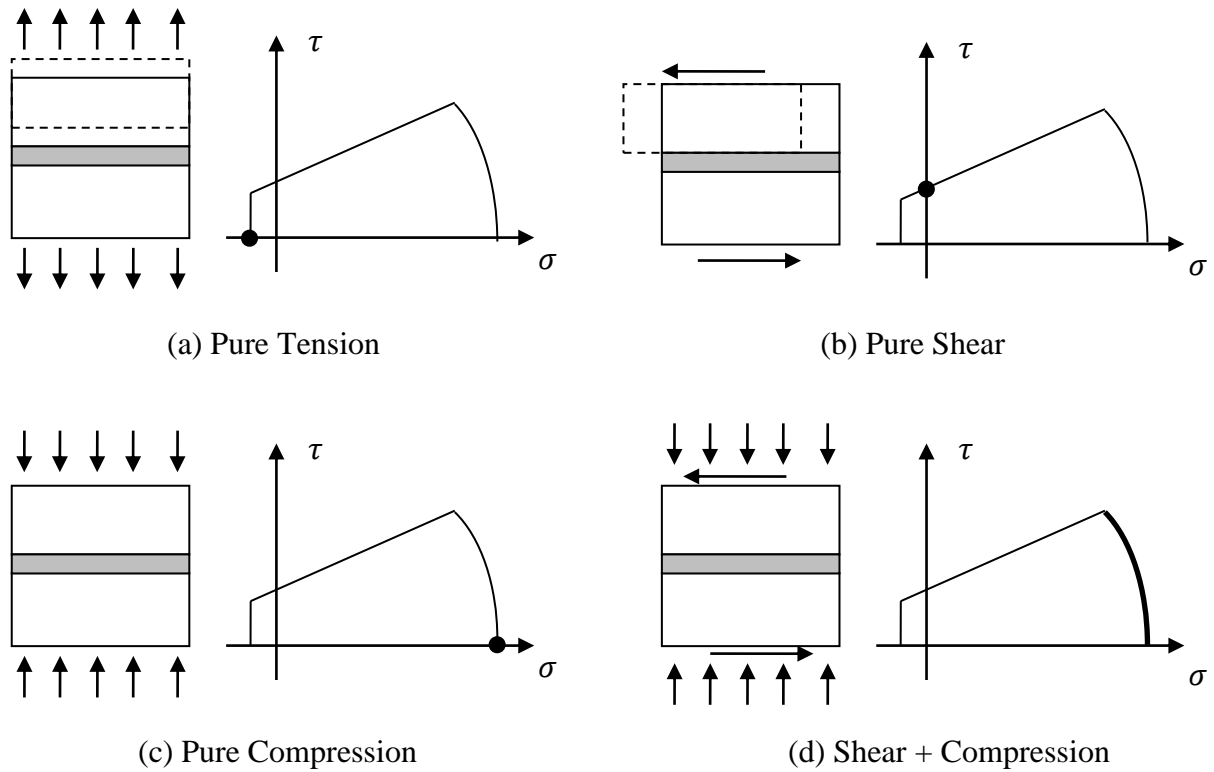 τ
σ
(a) Pure Tension
τ
σ
(b) Pure Shear
τ
σ
(c) Pure Compression
τ
σ
(d) Shear + Compression